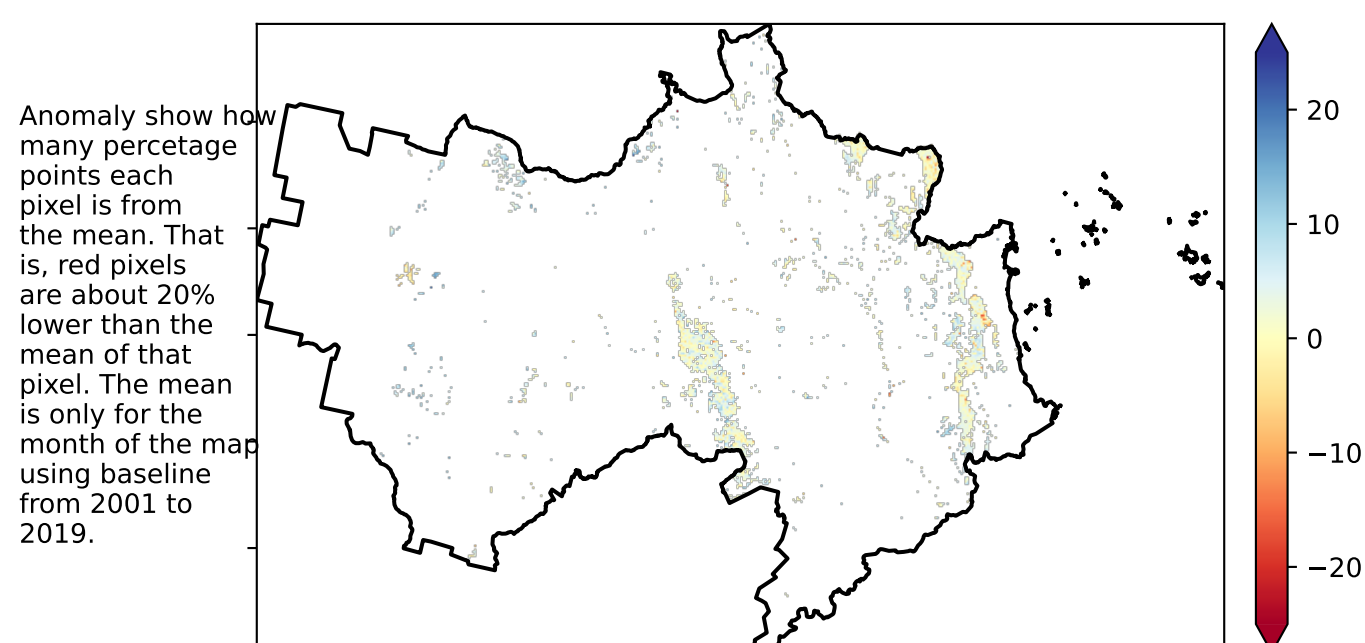 Anomaly show how
many percetage
points each
pixel is from
the mean. That
is, red pixels
are about 20%
lower than the
mean of that
pixel. The mean
is only for the
month of the map
using baseline
from 2001 to
2019.
20
10
0
−10
−20